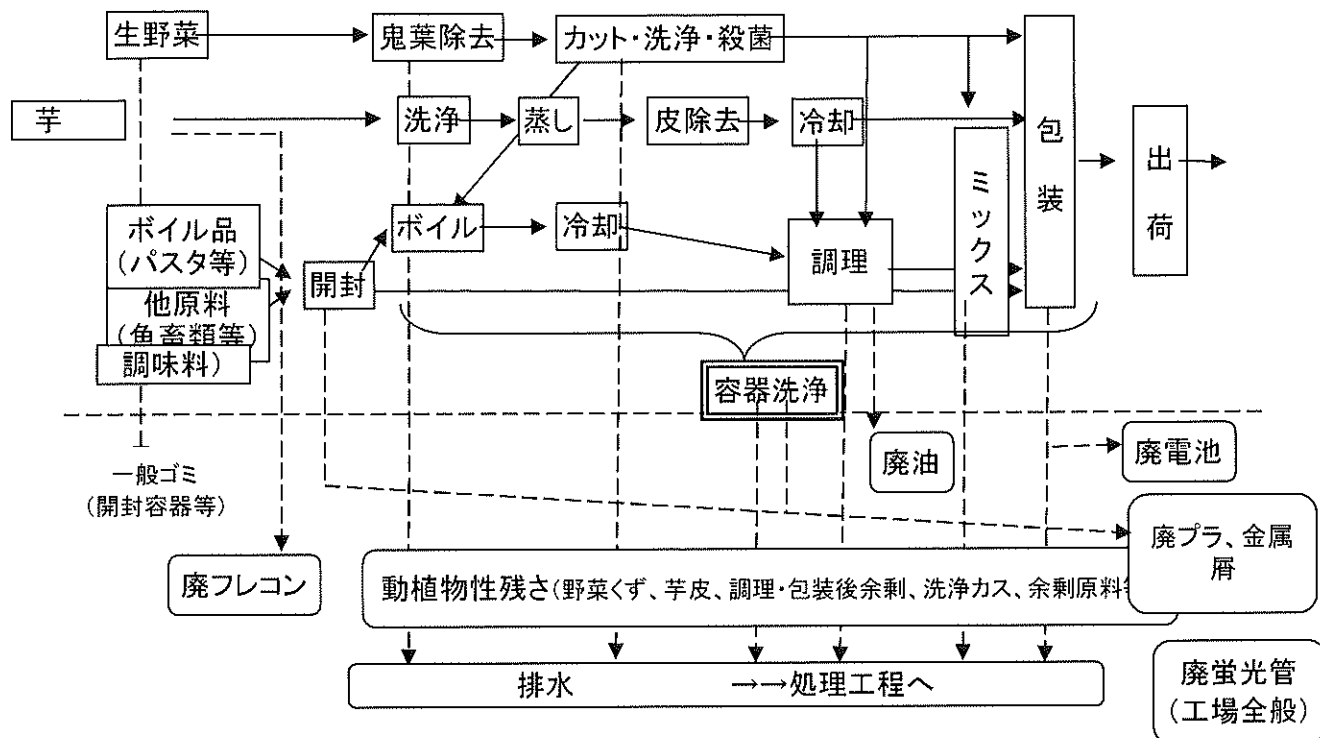 生野菜
鬼葉除去
カット・洗浄・殺菌
芋
洗浄
蒸し
皮除去
冷却
包装
出荷
ミックス
ボイル品
(パスタ等)
ボイル
冷却
調理
開封
他原料
(魚畜類等)
調味料)
容器洗浄
一般ゴミ
(開封容器等)
廃油
廃電池
廃フレコン
動植物性残さ(野菜くず、芋皮、調理・包装後余剰、洗浄カス、余剰原料等
廃プラ、金属
屑
排水 →→処理工程へ
廃蛍光管
(工場全般)